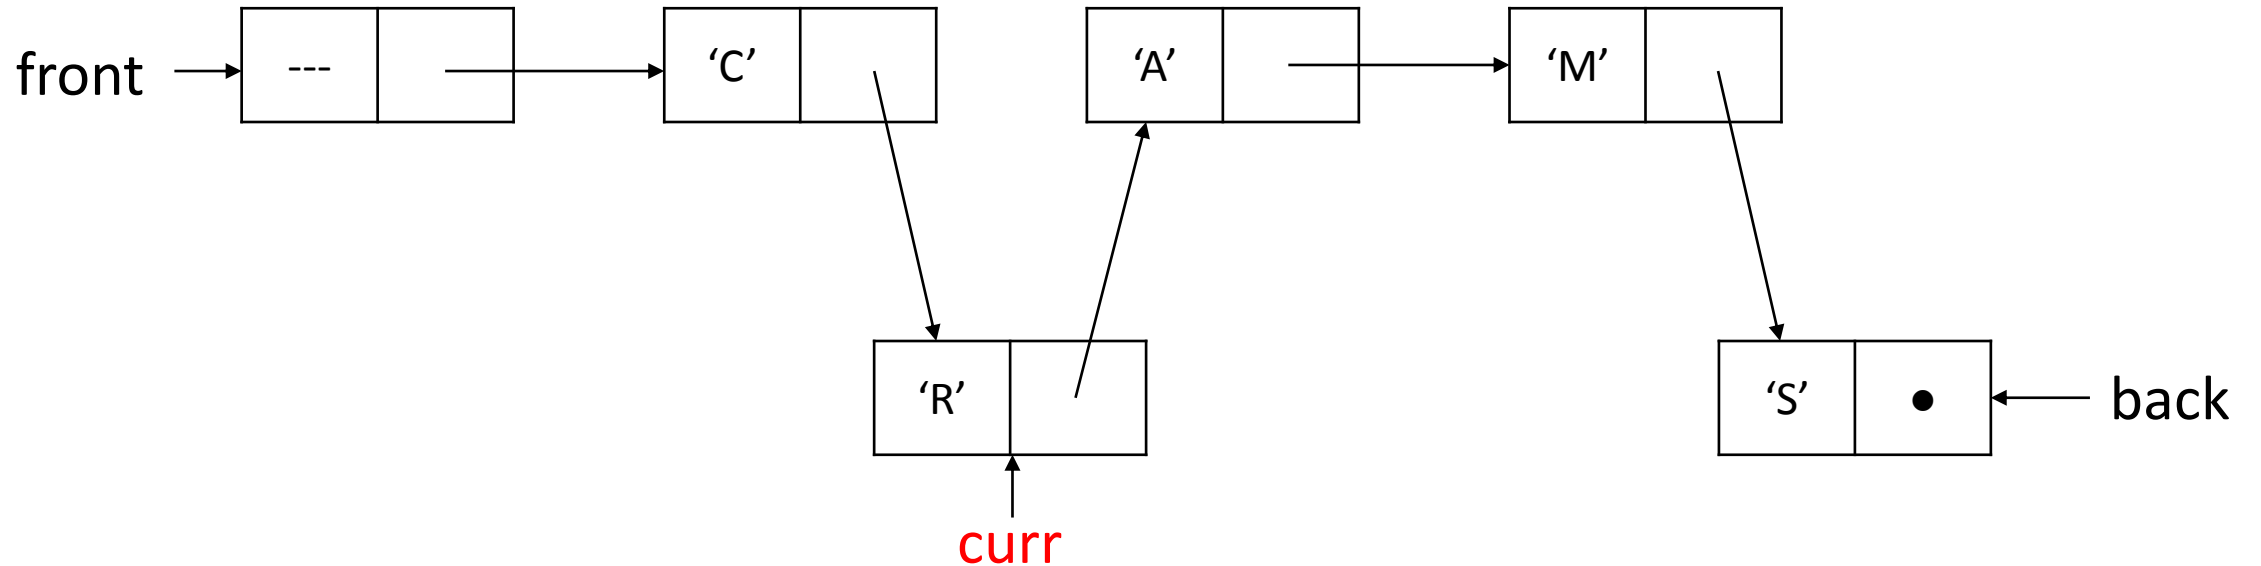 front
---
‘C’
‘A’
‘M’
‘R’
‘S’
back
curr